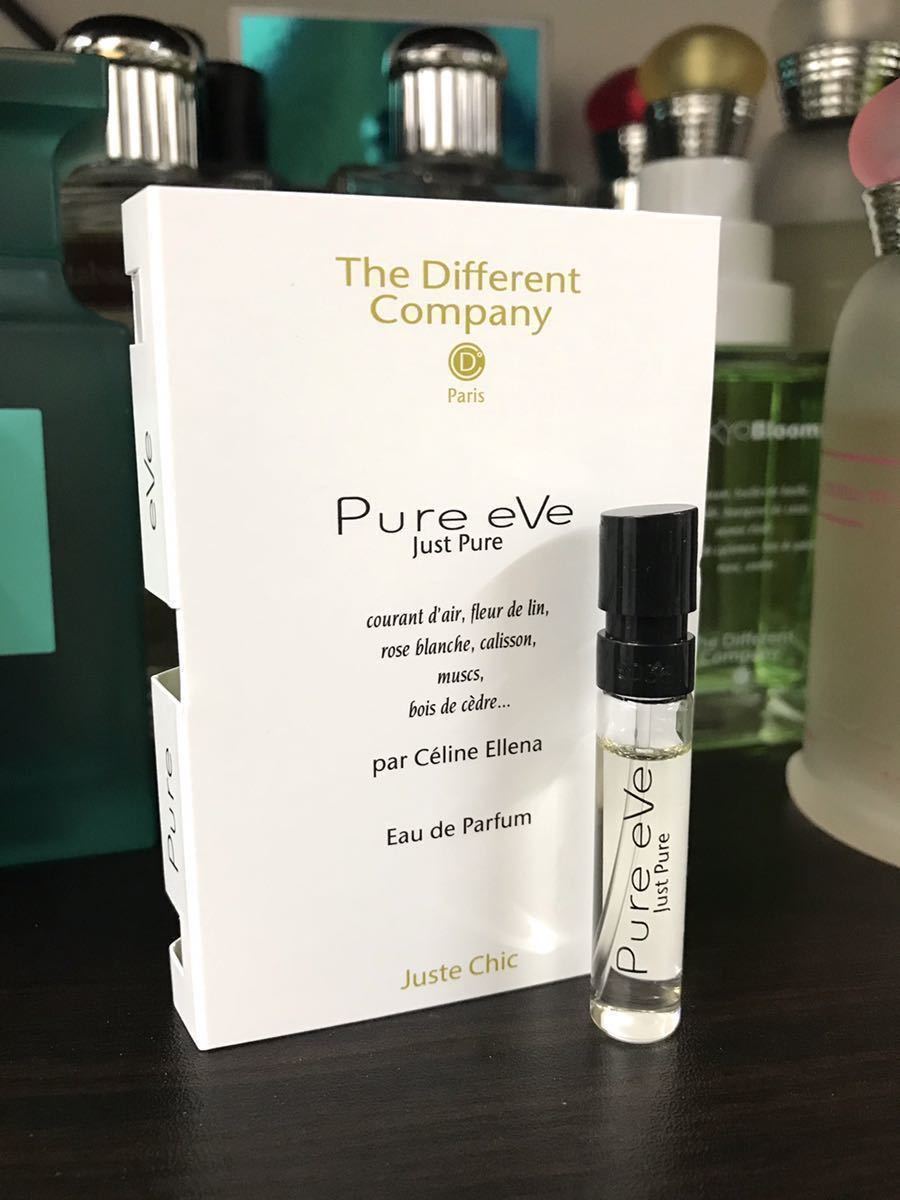 The Different
Company
Paris
Pure eVe
Just Pure
courant d'air, fleur de lin,
rose blanche, calisson,
muscs,
bois de cèdre...
par Céline Ellena
Eau de Parfum
Juste Chic
eVe
Pure
Pure eVe
Just Pure
KYOBloom
The Different
Company